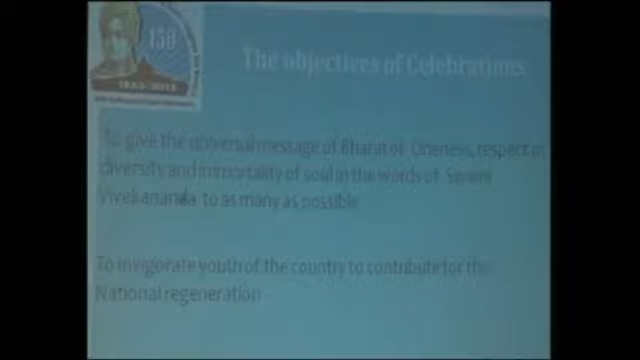 150
1863-2013
The objectives of Celebrations
To give the universal message of Bharat of Oneness, respect of
diversity and immortality of soul in the words of Swami
Vivekananda to as many as possible
To invigorate youth of the country to contribute for the
National regeneration